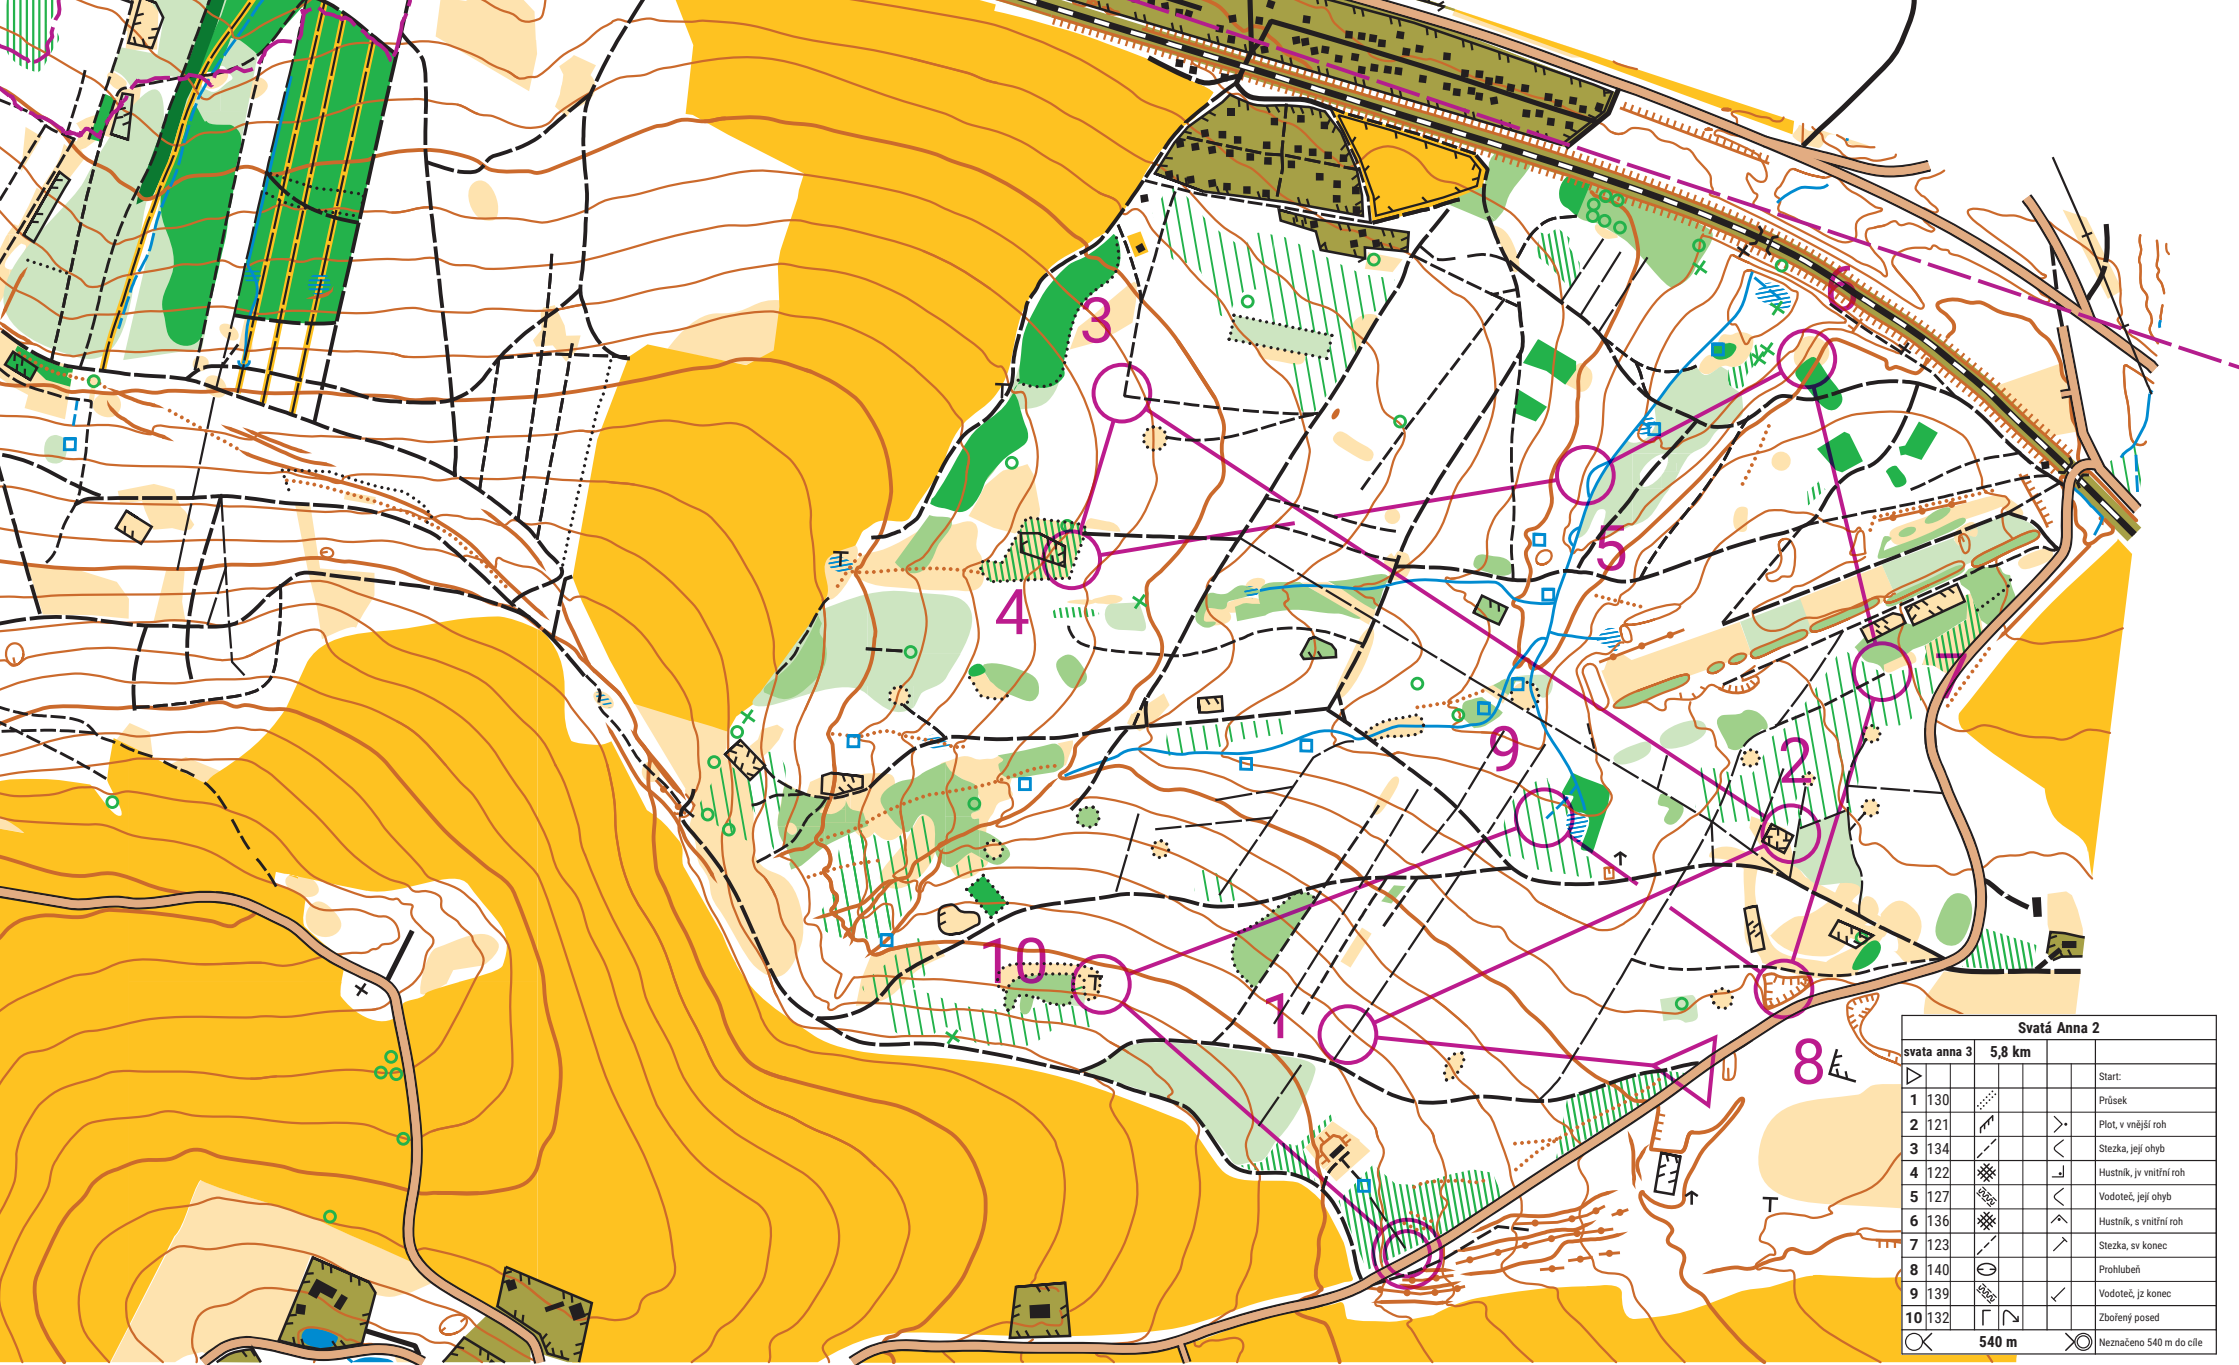 3
6
5
4
9
2
7
10
1
8
Svatá Anna 2
svata anna 3 5,8 km
Start:
1 130 Průsek
2 121 Plot, v vnější roh
3 134 Stezka, její ohyb
4 122 Hustník, jv vnitřní roh
5 127 Vodoteč, její ohyb
6 136 Hustník, s vnitřní roh
7 123 Stezka, sv konec
8 140 Prohlubeň
9 139 Vodoteč, jz konec
10 132 Zbořený posed
540 m Neznačeno 540 m do cíle